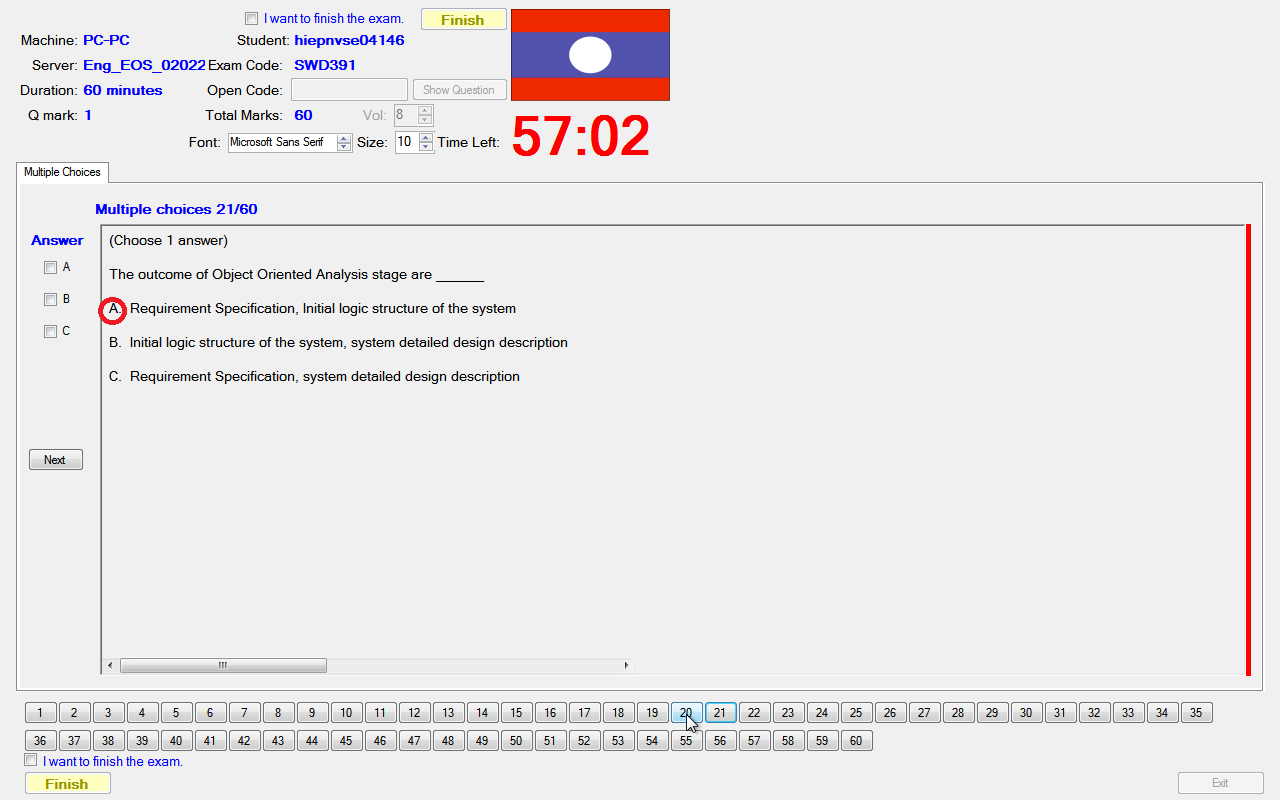 I want to finish the exam. Finish
Machine: PC-PC Student: hiepnvse04146
Server: Eng_EOS_02022 Exam Code: SWD391
Duration: 60 minutes Open Code: Show Question
Q mark: 1 Total Marks: 60 Vol: 8
Font: Microsoft Sans Serif Size: 10 Time Left: 57:02
Multiple Choices
Multiple choices 21/60
Answer
(Choose 1 answer)
A
The outcome of Object Oriented Analysis stage are ______
B
A. Requirement Specification, Initial logic structure of the system
C
B. Initial logic structure of the system, system detailed design description
C. Requirement Specification, system detailed design description
Next
1 2 3 4 5 6 7 8 9 10 11 12 13 14 15 16 17 18 19 20 21 22 23 24 25 26 27 28 29 30 31 32 33 34 35
36 37 38 39 40 41 42 43 44 45 46 47 48 49 50 51 52 53 54 55 56 57 58 59 60
I want to finish the exam.
Finish Exit